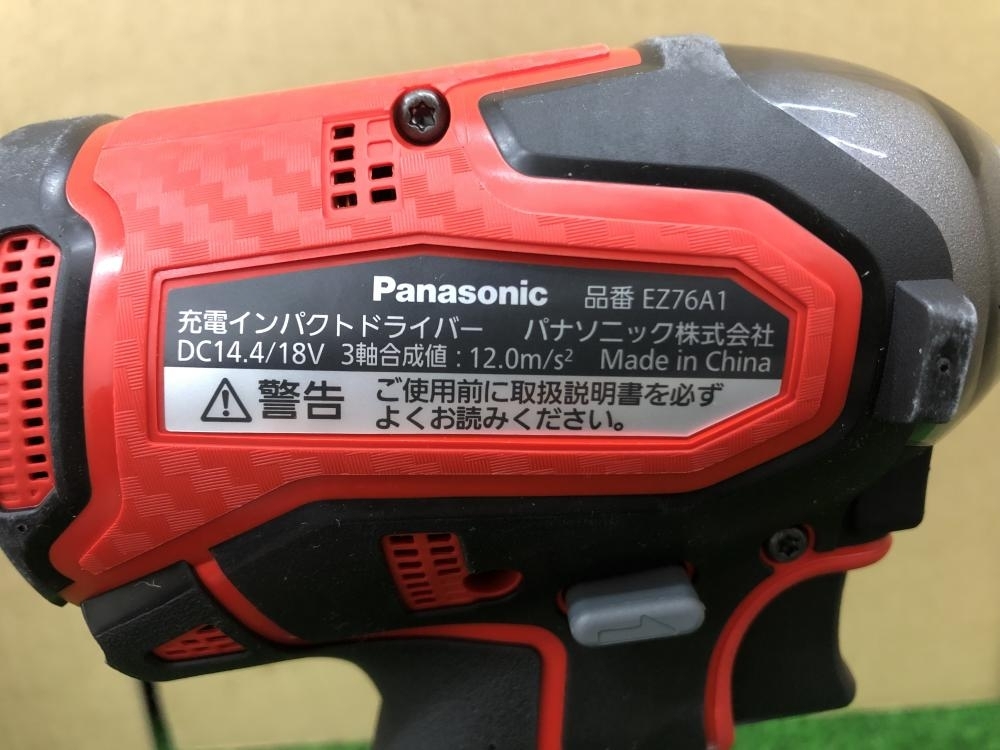 Panasonic 品番 EZ76A1
充電インパクトドライバー パナソニック株式会社
DC14.4/18V 3軸合成値:12.0m/s² Made in China
警告 ご使用前に取扱説明書を必ず
よくお読みください。